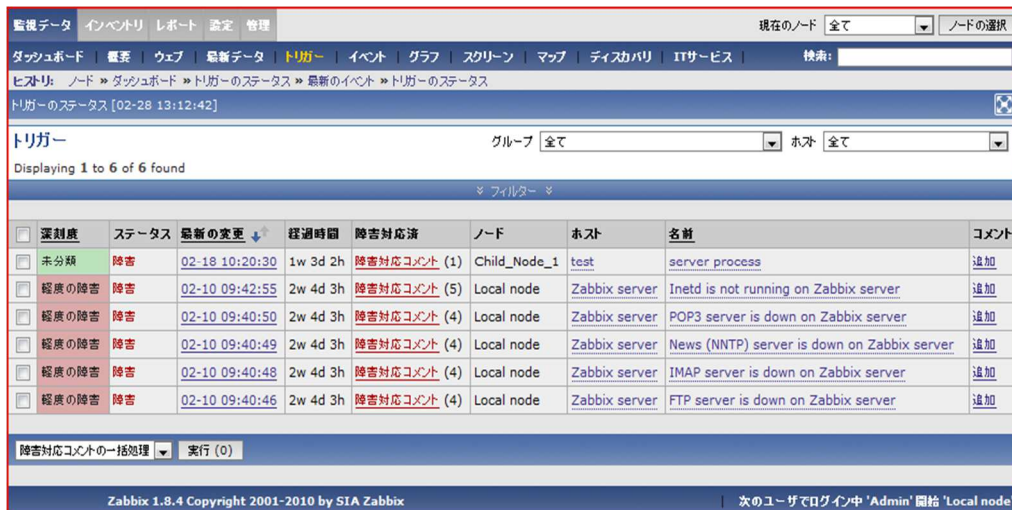 監視データ インベントリ レポート 設定 管理 現在のノード 全て ノードの選択
ダッシュボード | 概要 | ウェブ | 最新データ | トリガー | イベント | グラフ | スクリーン | マップ | ディスカバリ | ITサービス | 検索:
ヒストリ: ノード » ダッシュボード » トリガーのステータス » 最新のイベント » トリガーのステータス
トリガーのステータス [02-28 13:12:42]
トリガー グループ 全て ホスト 全て
Displaying 1 to 6 of 6 found
フィルター
深刻度 ステータス 最新の変更 経過時間 障害対応済 ノード ホスト 名前 コメント
未分類 障害 02-18 10:20:30 1w 3d 2h 障害対応コメント (1) Child_Node_1 test server process 追加
軽度の障害 障害 02-10 09:42:55 2w 4d 3h 障害対応コメント (5) Local node Zabbix server Inetd is not running on Zabbix server 追加
軽度の障害 障害 02-10 09:40:50 2w 4d 3h 障害対応コメント (4) Local node Zabbix server POP3 server is down on Zabbix server 追加
軽度の障害 障害 02-10 09:40:49 2w 4d 3h 障害対応コメント (4) Local node Zabbix server News (NNTP) server is down on Zabbix server 追加
軽度の障害 障害 02-10 09:40:48 2w 4d 3h 障害対応コメント (4) Local node Zabbix server IMAP server is down on Zabbix server 追加
軽度の障害 障害 02-10 09:40:46 2w 4d 3h 障害対応コメント (4) Local node Zabbix server FTP server is down on Zabbix server 追加
障害対応コメントの一括処理 実行 (0)
Zabbix 1.8.4 Copyright 2001-2010 by SIA Zabbix | 次のユーザでログイン中 'Admin' 開始 'Local node'